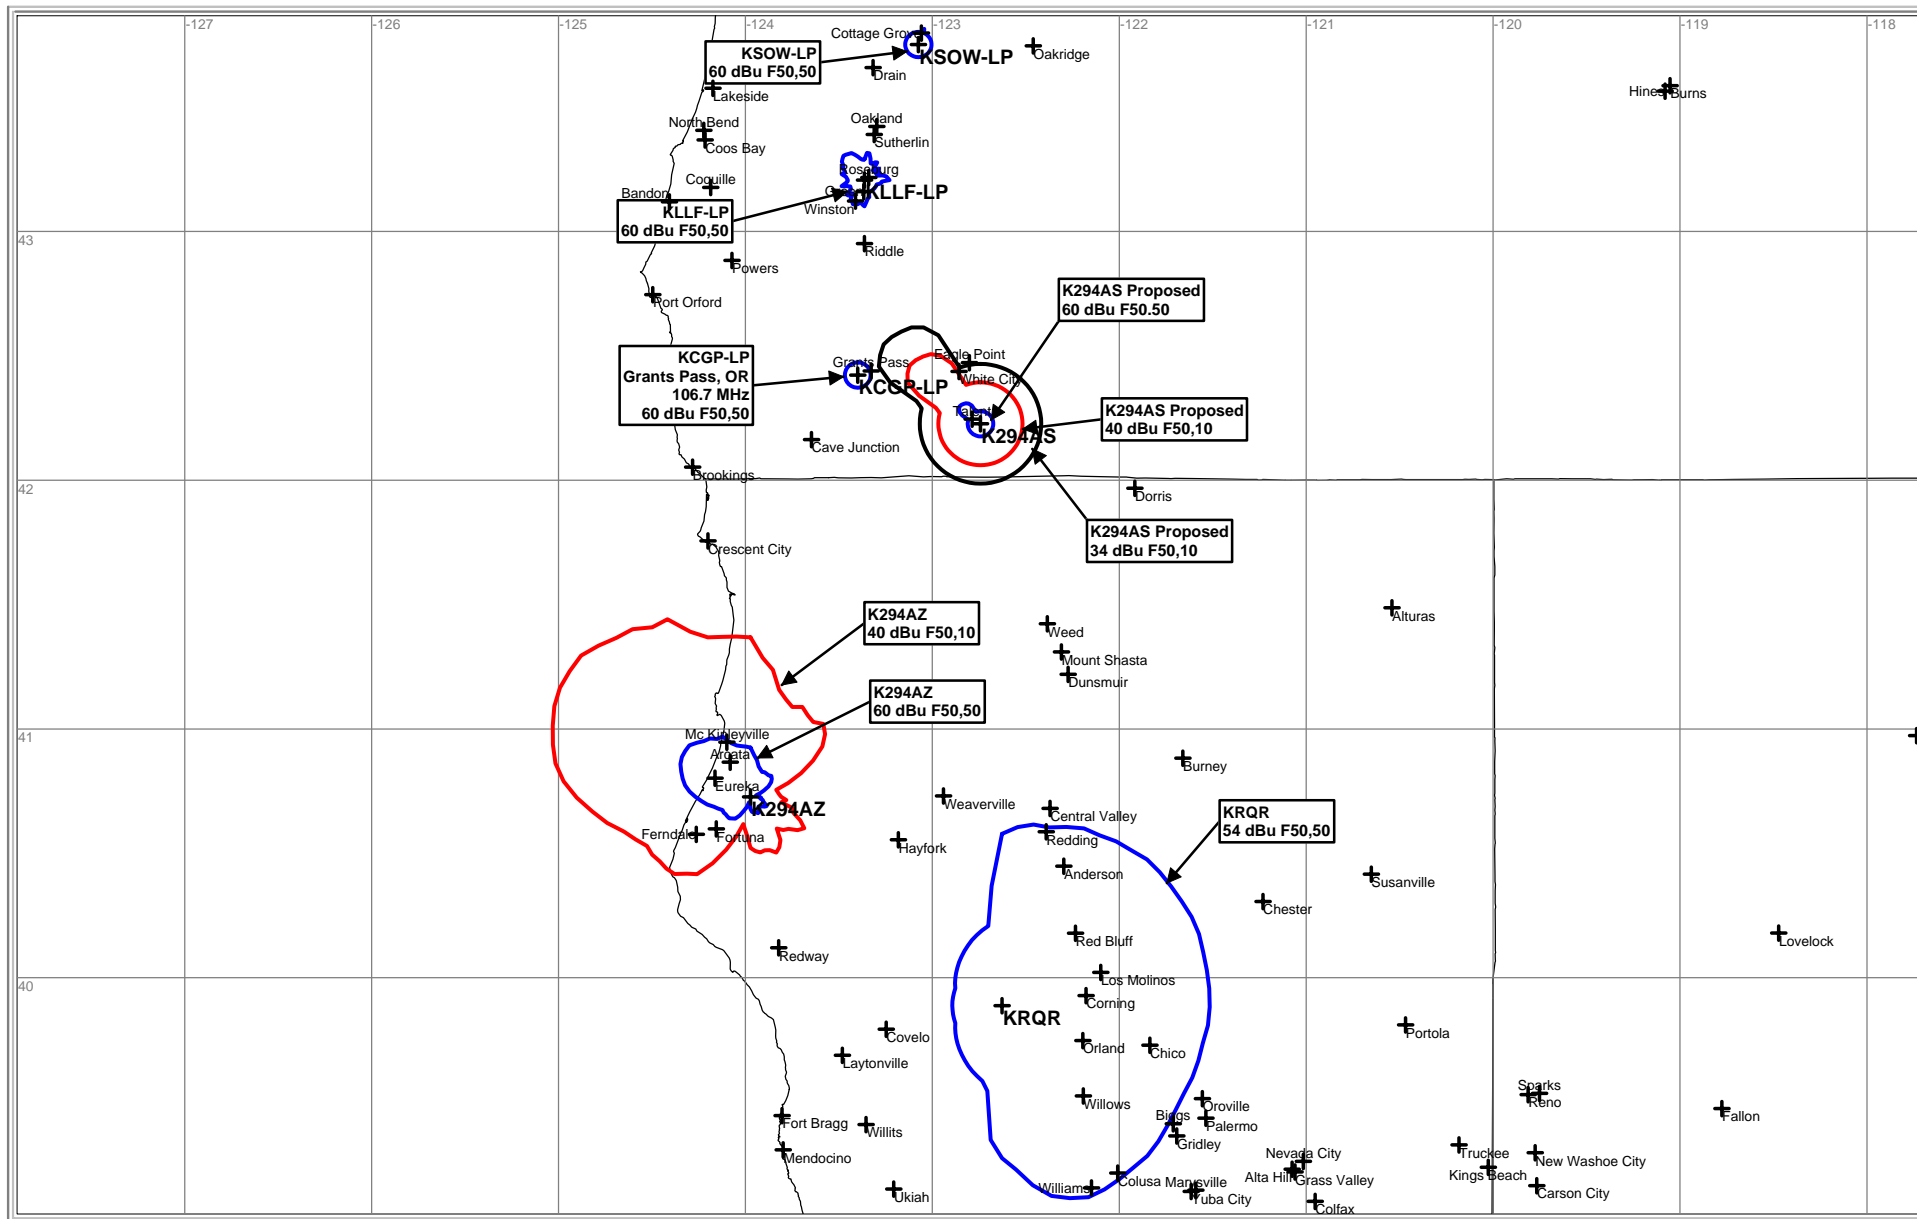 -127
-126
-125
-124
-123
-122
-121
-120
-119
-118
Cottage Grove
KSOW-LP
60 dBu F50,50
KSOW-LP
Oakridge
Drain
Lakeside
Hines
Burns
North Bend
Coos Bay
Oakland
Sutherlin
Roseburg
Coquille
Bandon
KLLF-LP
Winston
KLLF-LP
60 dBu F50,50
43
Riddle
Powers
Port Orford
K294AS Proposed
60 dBu F50.50
KCGP-LP
Grants Pass, OR
106.7 MHz
60 dBu F50,50
Grants Pass
KCGP-LP
Eagle Point
White City
Talent
K294AS
K294AS Proposed
40 dBu F50,10
Cave Junction
Brookings
42
Dorris
K294AS Proposed
34 dBu F50,10
Crescent City
K294AZ
40 dBu F50,10
Weed
Alturas
Mount Shasta
Dunsmuir
K294AZ
60 dBu F50,50
41
Mc Kinleyville
Arcata
Eureka
K294AZ
Burney
Weaverville
Central Valley
KRQR
54 dBu F50,50
Ferndale
Fortuna
Hayfork
Redding
Anderson
Susanville
Chester
Redway
Red Bluff
Lovelock
40
Los Molinos
Corning
KRQR
Covelo
Orland
Chico
Portola
Laytonville
Willows
Oroville
Sparks
Reno
Fort Bragg
Willits
Biggs
Palermo
Gridley
Fallon
Mendocino
Nevada City
Truckee
New Washoe City
Alta Hill
Grass Valley
Kings Beach
Ukiah
Williams
Colusa
Marysville
Yuba City
Carson City
Colfax